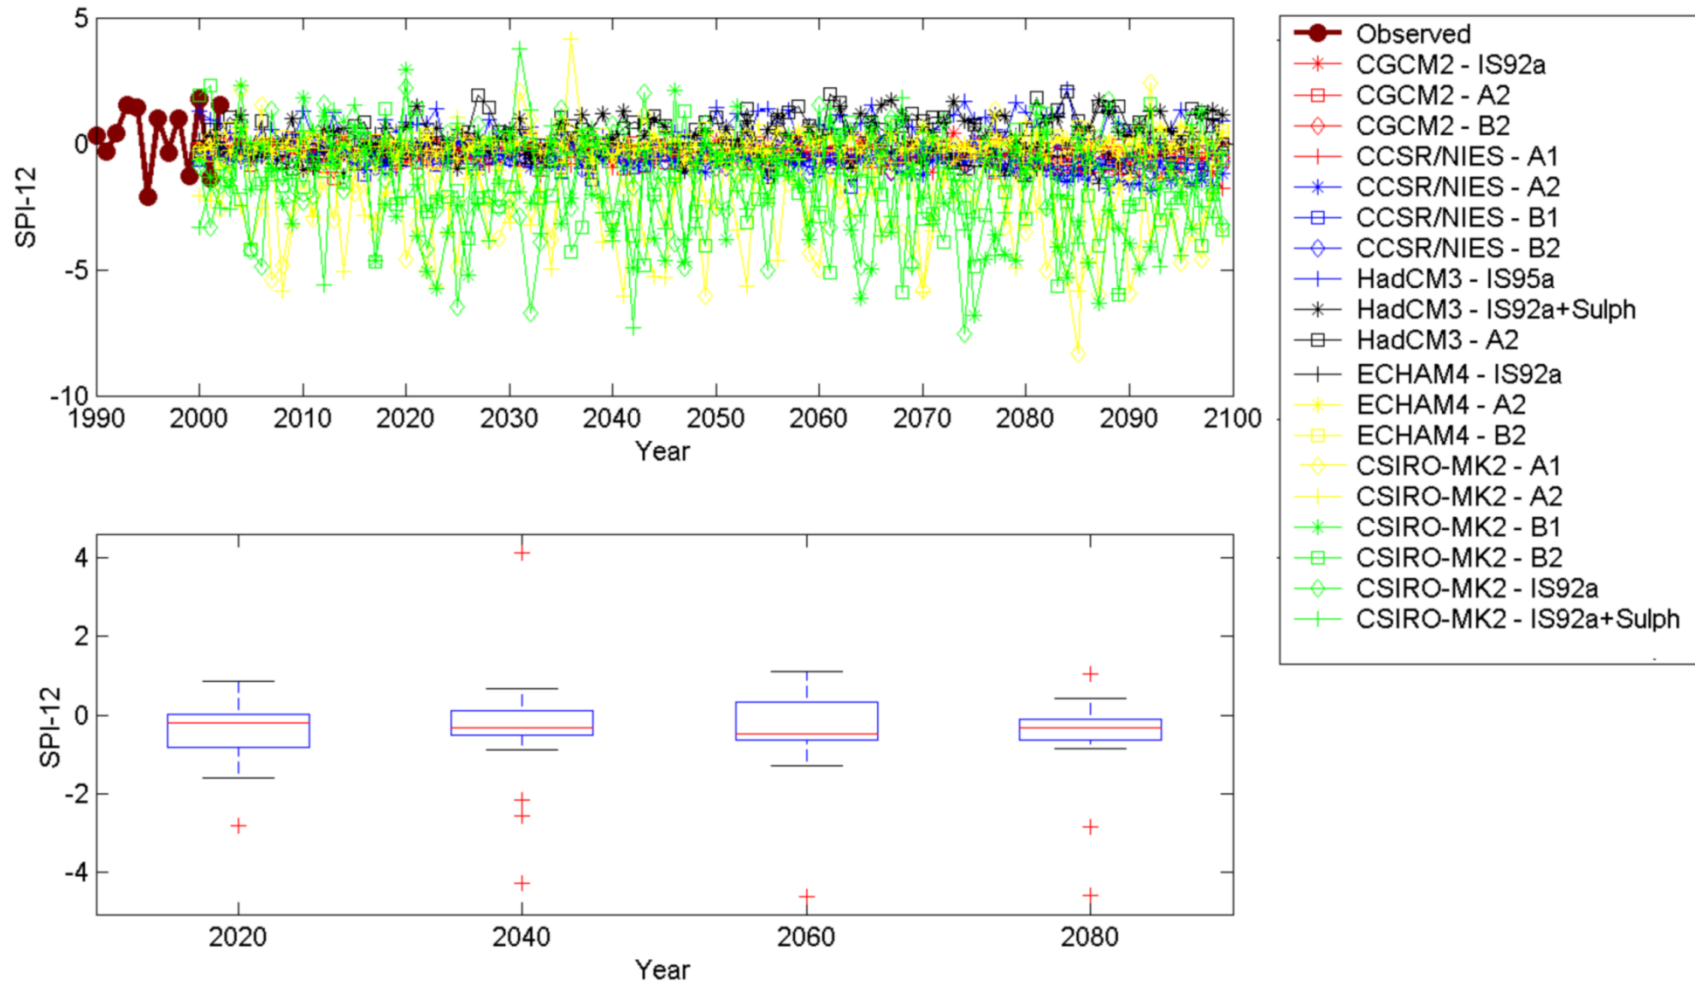 5
0
-5
-10
SPI-12
1990 2000 2010 2020 2030 2040 2050 2060 2070 2080 2090 2100
Year
Observed
CGCM2 - IS92a
CGCM2 - A2
CGCM2 - B2
CCSR/NIES - A1
CCSR/NIES - A2
CCSR/NIES - B1
CCSR/NIES - B2
HadCM3 - IS95a
HadCM3 - IS92a+Sulph
HadCM3 - A2
ECHAM4 - IS92a
ECHAM4 - A2
ECHAM4 - B2
CSIRO-MK2 - A1
CSIRO-MK2 - A2
CSIRO-MK2 - B1
CSIRO-MK2 - B2
CSIRO-MK2 - IS92a
CSIRO-MK2 - IS92a+Sulph
4
2
0
-2
-4
SPI-12
2020 2040 2060 2080
Year